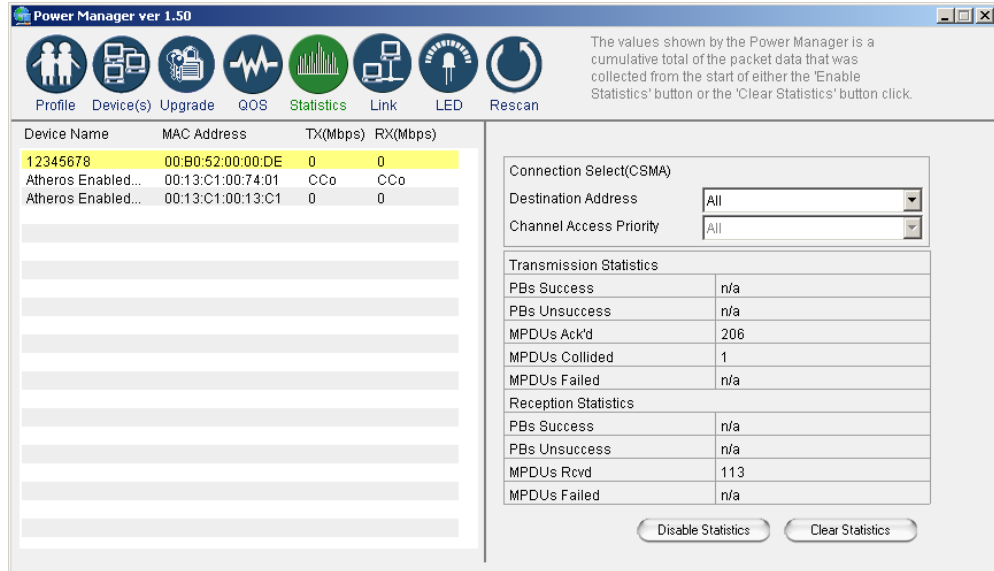 Power Manager ver 1.50
The values shown by the Power Manager is a
cumulative total of the packet data that was
collected from the start of either the 'Enable
Statistics' button or the 'Clear Statistics' button click.
Profile Device(s) Upgrade QOS Statistics Link LED Rescan
Device Name MAC Address TX(Mbps) RX(Mbps)
12345678 00:B0:52:00:00:DE 0 0
Atheros Enabled... 00:13:C1:00:74:01 CCo CCo
Atheros Enabled... 00:13:C1:00:13:C1 0 0
Connection Select(CSMA)
Destination Address All
Channel Access Priority All
Transmission Statistics
PBs Success n/a
PBs Unsuccess n/a
MPDUs Ack'd 206
MPDUs Collided 1
MPDUs Failed n/a
Reception Statistics
PBs Success n/a
PBs Unsuccess n/a
MPDUs Rcvd 113
MPDUs Failed n/a
Disable Statistics Clear Statistics